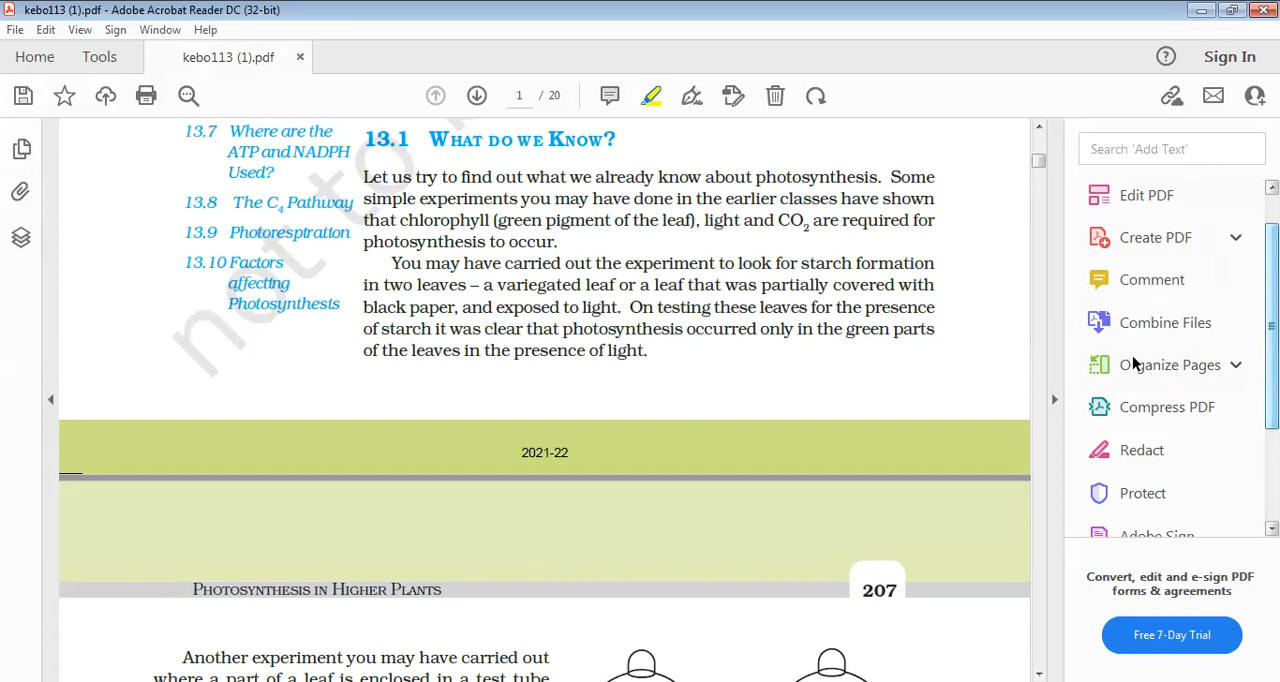 kebo113 (1).pdf - Adobe Acrobat Reader DC (32-bit)
File Edit View Sign Window Help
Home Tools kebo113 (1).pdf × Sign In
1 / 20
13.7 Where are the
ATP and NADPH
Used?
13.8 The C4 Pathway
13.9 Photorespiration
13.10 Factors
affecting
Photosynthesis
13.1 WHAT DO WE KNOW?
Let us try to find out what we already know about photosynthesis. Some
simple experiments you may have done in the earlier classes have shown
that chlorophyll (green pigment of the leaf), light and CO2 are required for
photosynthesis to occur.
You may have carried out the experiment to look for starch formation
in two leaves – a variegated leaf or a leaf that was partially covered with
black paper, and exposed to light. On testing these leaves for the presence
of starch it was clear that photosynthesis occurred only in the green parts
of the leaves in the presence of light.
not to
2021-22
PHOTOSYNTHESIS IN HIGHER PLANTS 207
Another experiment you may have carried out
where a part of a leaf is enclosed in a test tube
Search 'Add Text'
Edit PDF
Create PDF
Comment
Combine Files
Organize Pages
Compress PDF
Redact
Protect
Adobe Sign
Convert, edit and e-sign PDF
forms & agreements
Free 7-Day Trial